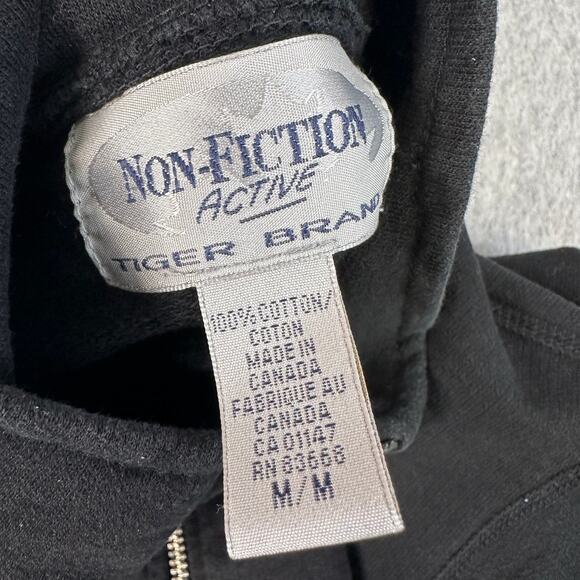 NON-FICTION
ACTIVE
TIGER BRAND
100% COTTON/
COTON
MADE IN
CANADA
FABRIQUE AU
CANADA
CA 01147
RN 83668
M/M